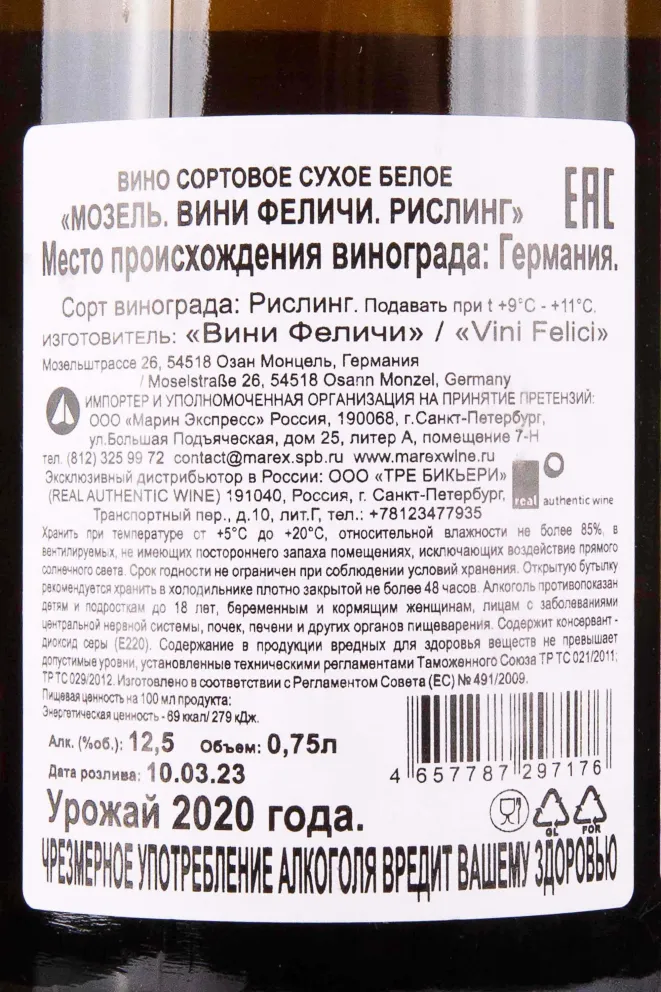 ВИНО СОРТОВОЕ СУХОЕ БЕЛОЕ
«МОЗЕЛЬ. ВИНИ ФЕЛИЧИ. РИСЛИНГ»
EAC
Место происхождения винограда: Германия.
Сорт винограда: Рислинг. Подавать при t +9°C - +11°C.
ИЗГОТОВИТЕЛЬ: «Вини Феличи» / «Vini Felici»
Мозельштрассе 26, 54518 Озан Монцель, Германия
/ Moselstraße 26, 54518 Osann Monzel, Germany
ИМПОРТЕР И УПОЛНОМОЧЕННАЯ ОРГАНИЗАЦИЯ НА ПРИНЯТИЕ ПРЕТЕНЗИЙ:
ООО «Марин Экспресс» Россия, 190068, г.Санкт-Петербург,
ул.Большая Подъяческая, дом 25, литер А, помещение 7-Н
тел. (812) 325 99 72 contact@marex.spb.ru www.marexwine.ru
Эксклюзивный дистрибьютор в России: ООО «ТРЕ БИКЬЕРИ»
(REAL AUTHENTIC WINE) 191040, Россия, г. Санкт-Петербург,
real authentic wine
Транспортный пер., д.10, лит.Г, тел.: +78123477935
Хранить при температуре от +5°C до +20°C, относительной влажности не более 85%, в
вентилируемых, не имеющих постороннего запаха помещениях, исключающих воздействие прямого
солнечного света. Срок годности не ограничен при соблюдении условий хранения. Открытую бутылку
рекомендуется хранить в холодильнике плотно закрытой не более 48 часов. Алкоголь противопоказан
детям и подросткам до 18 лет, беременным и кормящим женщинам, лицам с заболеваниями
центральной нервной системы, почек, печени и других органов пищеварения. Содержит консервант -
диоксид серы (Е220). Содержание в продукции вредных для здоровья веществ не превышает
допустимые уровни, установленные техническими регламентами Таможенного Союза ТР ТС 021/2011;
ТР ТС 029/2012. Изготовлено в соответствии с Регламентом Совета (ЕС) № 491/2009.
Пищевая ценность на 100 мл продукта:
Энергетическая ценность - 69 ккал/ 279 кДж.
Алк. (%об.): 12,5 Объем: 0,75л
Дата розлива: 10.03.23
4 657787 297176
Урожай 2020 года.
GL
FOR
ЧРЕЗМЕРНОЕ УПОТРЕБЛЕНИЕ АЛКОГОЛЯ ВРЕДИТ ВАШЕМУ ЗДОРОВЬЮ